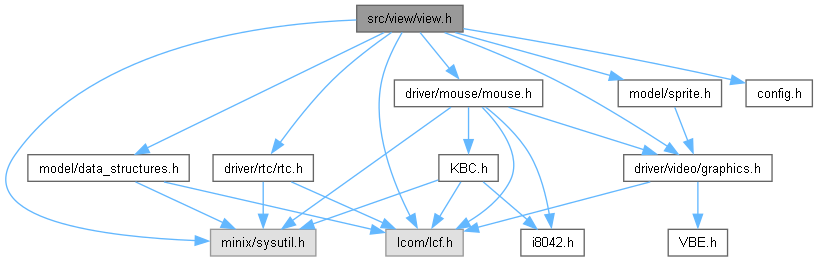 src/view/view.h
driver/mouse/mouse.h
model/sprite.h
config.h
model/data_structures.h
driver/rtc/rtc.h
KBC.h
driver/video/graphics.h
minix/sysutil.h
lcom/lcf.h
i8042.h
VBE.h